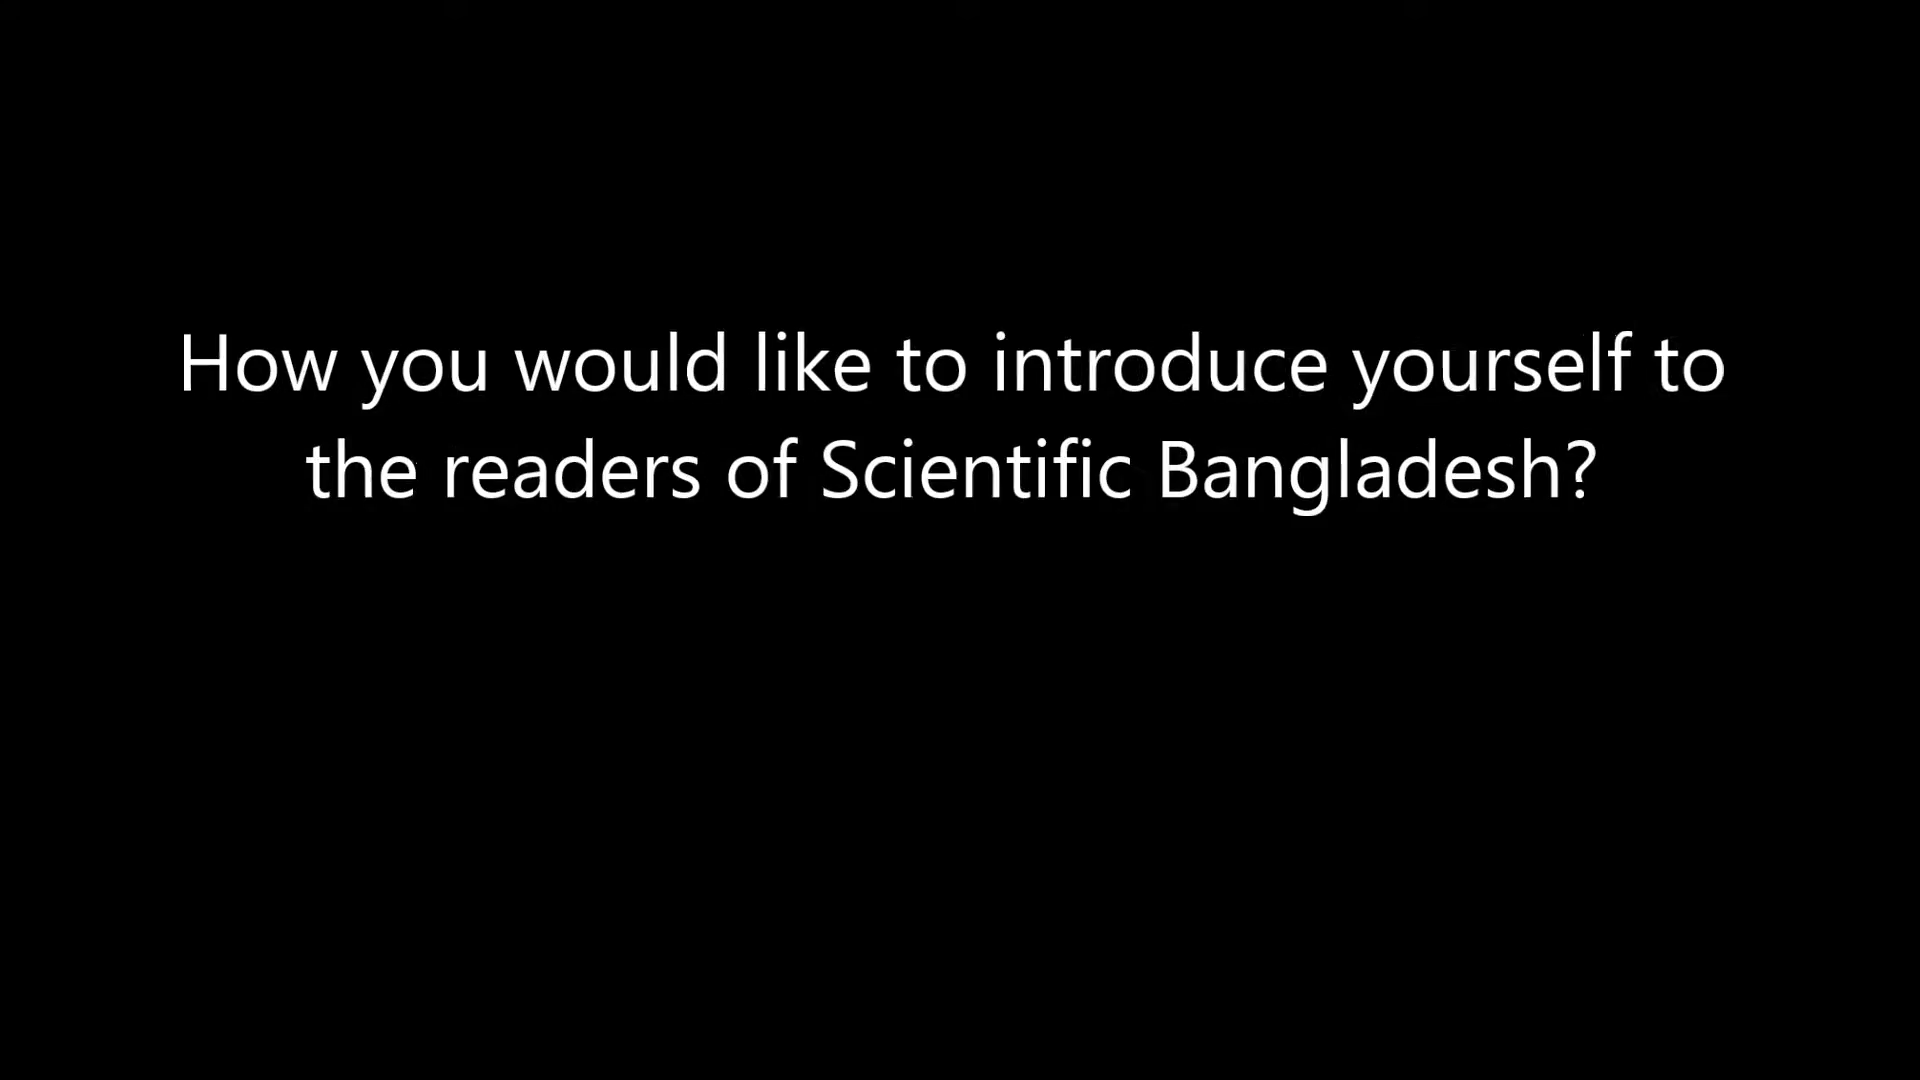 How you would like to introduce yourself to
the readers of Scientific Bangladesh?